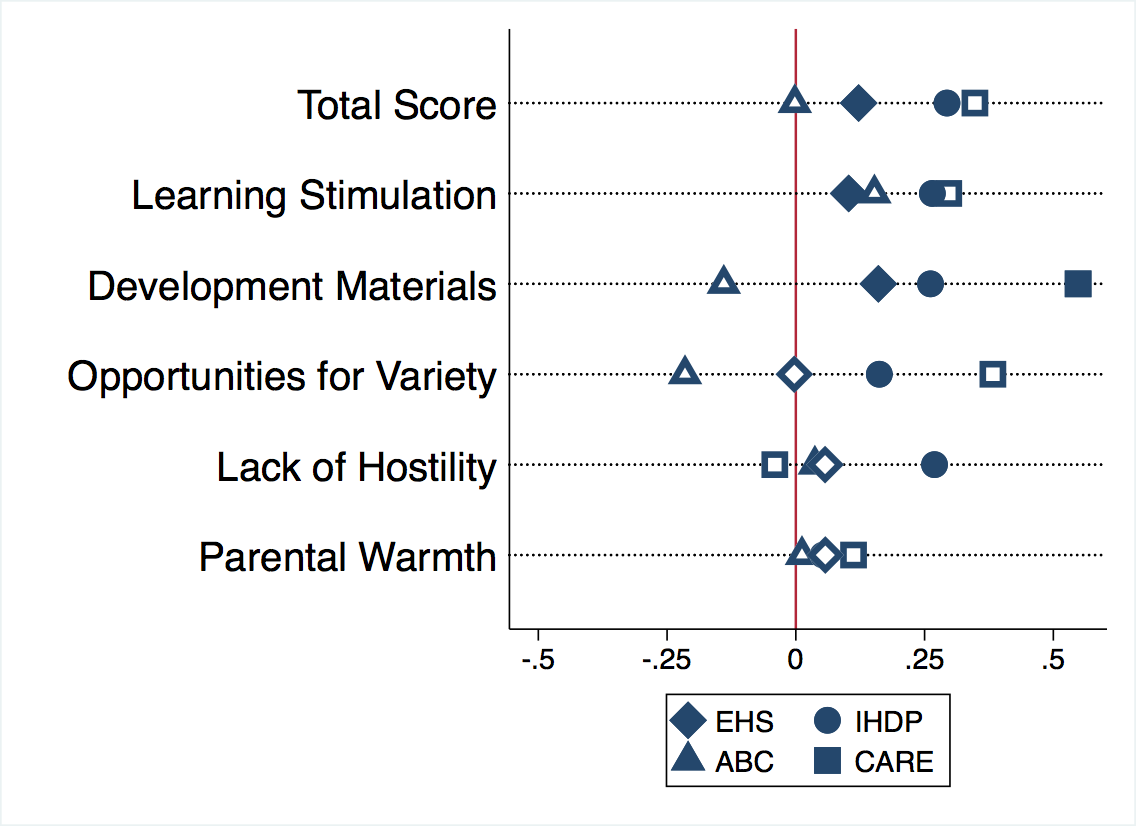 Total Score
Learning Stimulation
Development Materials
Opportunities for Variety
Lack of Hostility
Parental Warmth
-.5 -.25 0 .25 .5
EHS IHDP
ABC CARE